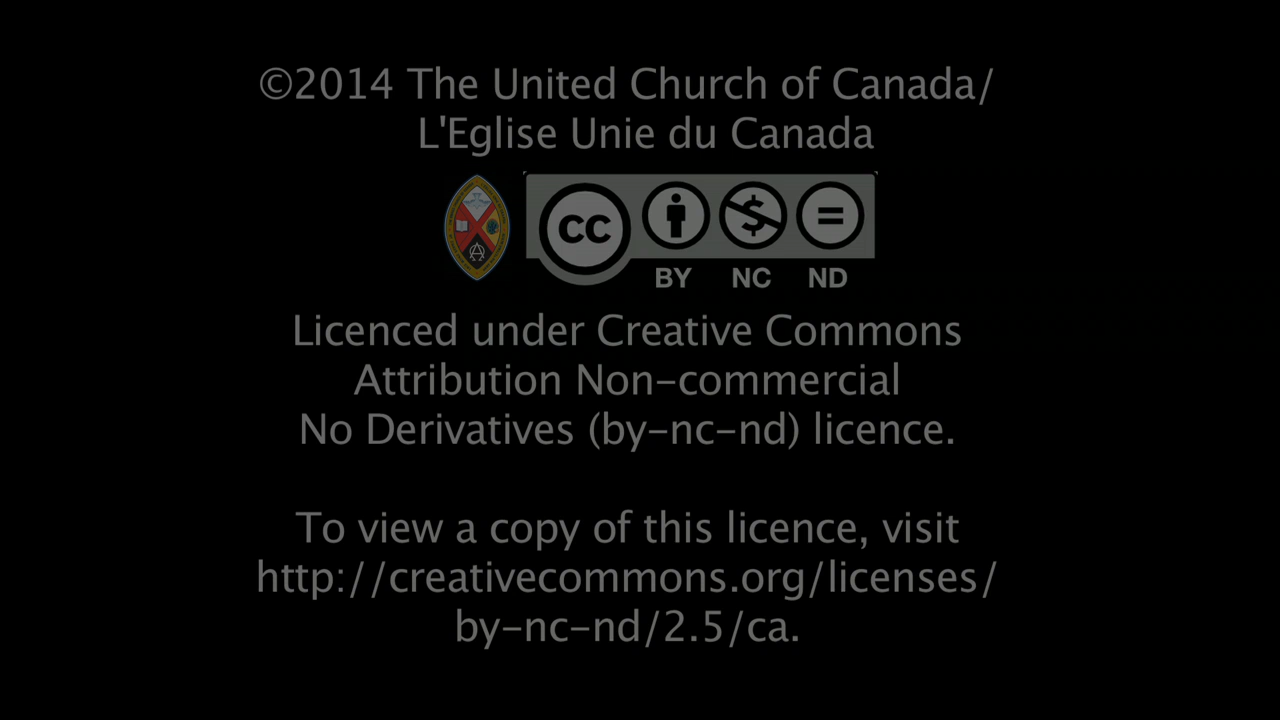 ©2014 The United Church of Canada/
L'Eglise Unie du Canada
CC
BY NC ND
Licenced under Creative Commons
Attribution Non-commercial
No Derivatives (by-nc-nd) licence.
To view a copy of this licence, visit
http://creativecommons.org/licenses/
by-nc-nd/2.5/ca.